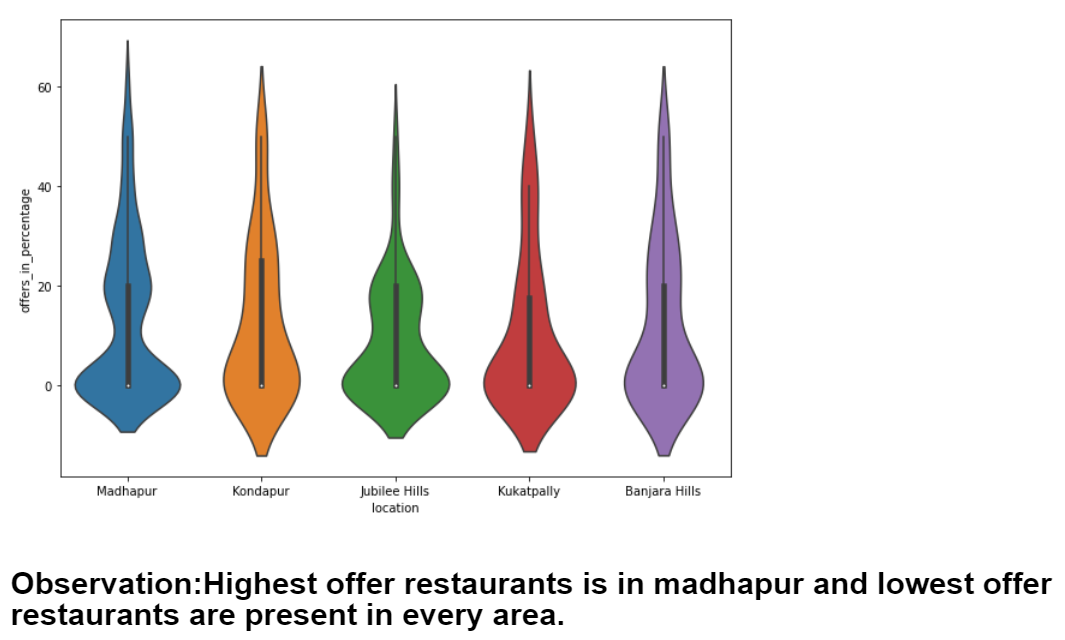 60
40
20
0
offers_in_percentage
Madhapur Kondapur Jubilee Hills Kukatpally Banjara Hills
location
Observation:Highest offer restaurants is in madhapur and lowest offer
restaurants are present in every area.